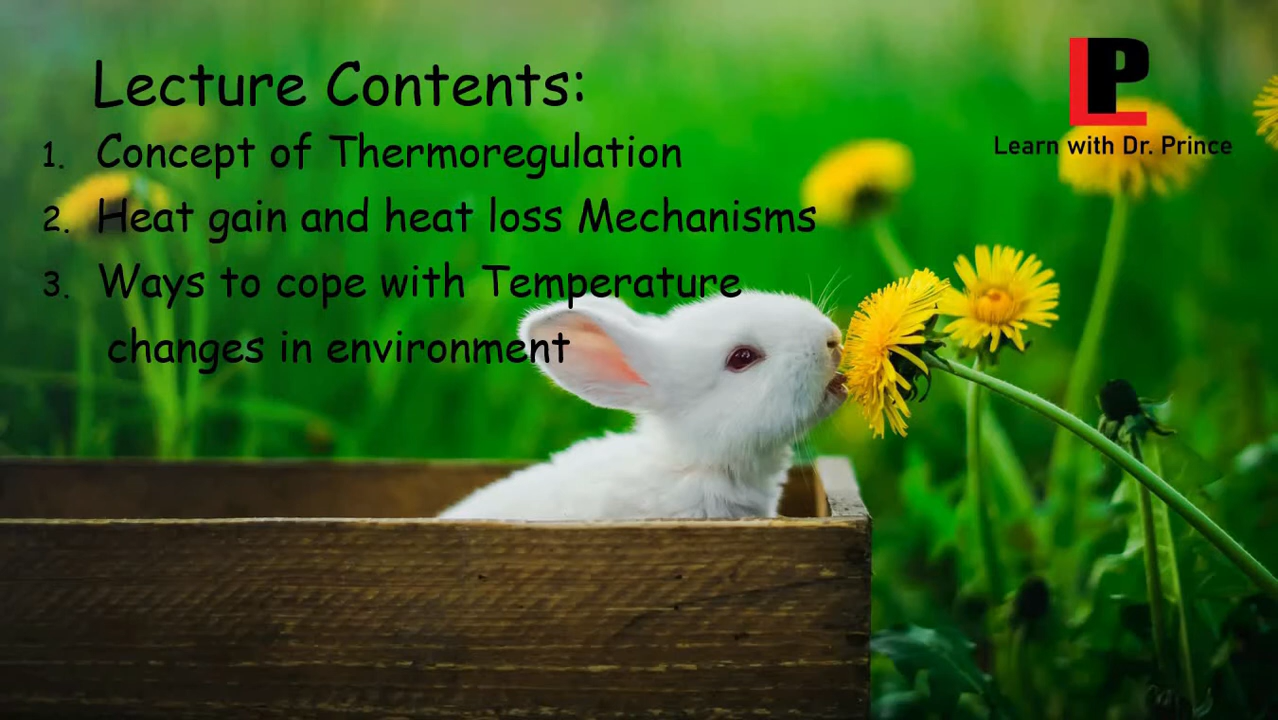 Lecture Contents:
1. Concept of Thermoregulation
2. Heat gain and heat loss Mechanisms
3. Ways to cope with Temperature
changes in environment
LP
Learn with Dr. Prince